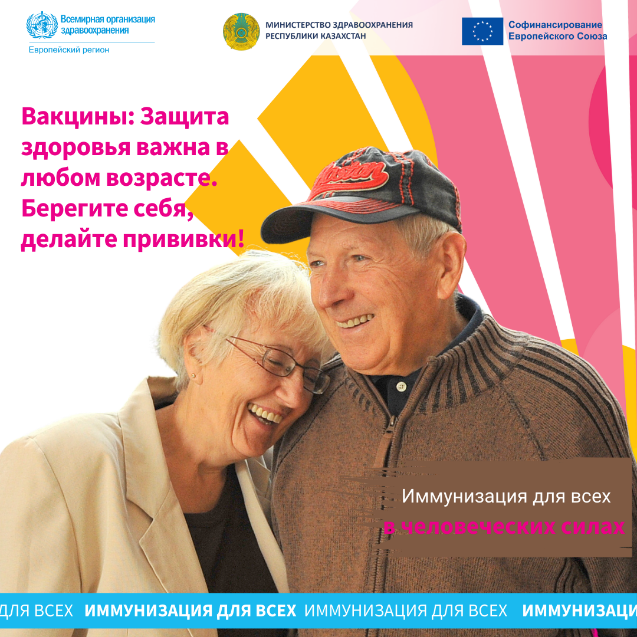 Всемирная организация
здравоохранения
Европейский регион
МИНИСТЕРСТВО ЗДРАВООХРАНЕНИЯ
РЕСПУБЛИКИ КАЗАХСТАН
Софинансирование
Европейского Союза
Вакцины: Защита
здоровья важна в
любом возрасте.
Берегите себя,
делайте прививки!
Иммунизация для всех
в человеческих силах
ДЛЯ ВСЕХ ИММУНИЗАЦИЯ ДЛЯ ВСЕХ ИММУНИЗАЦИЯ ДЛЯ ВСЕХ ИММУНИЗАЦИ